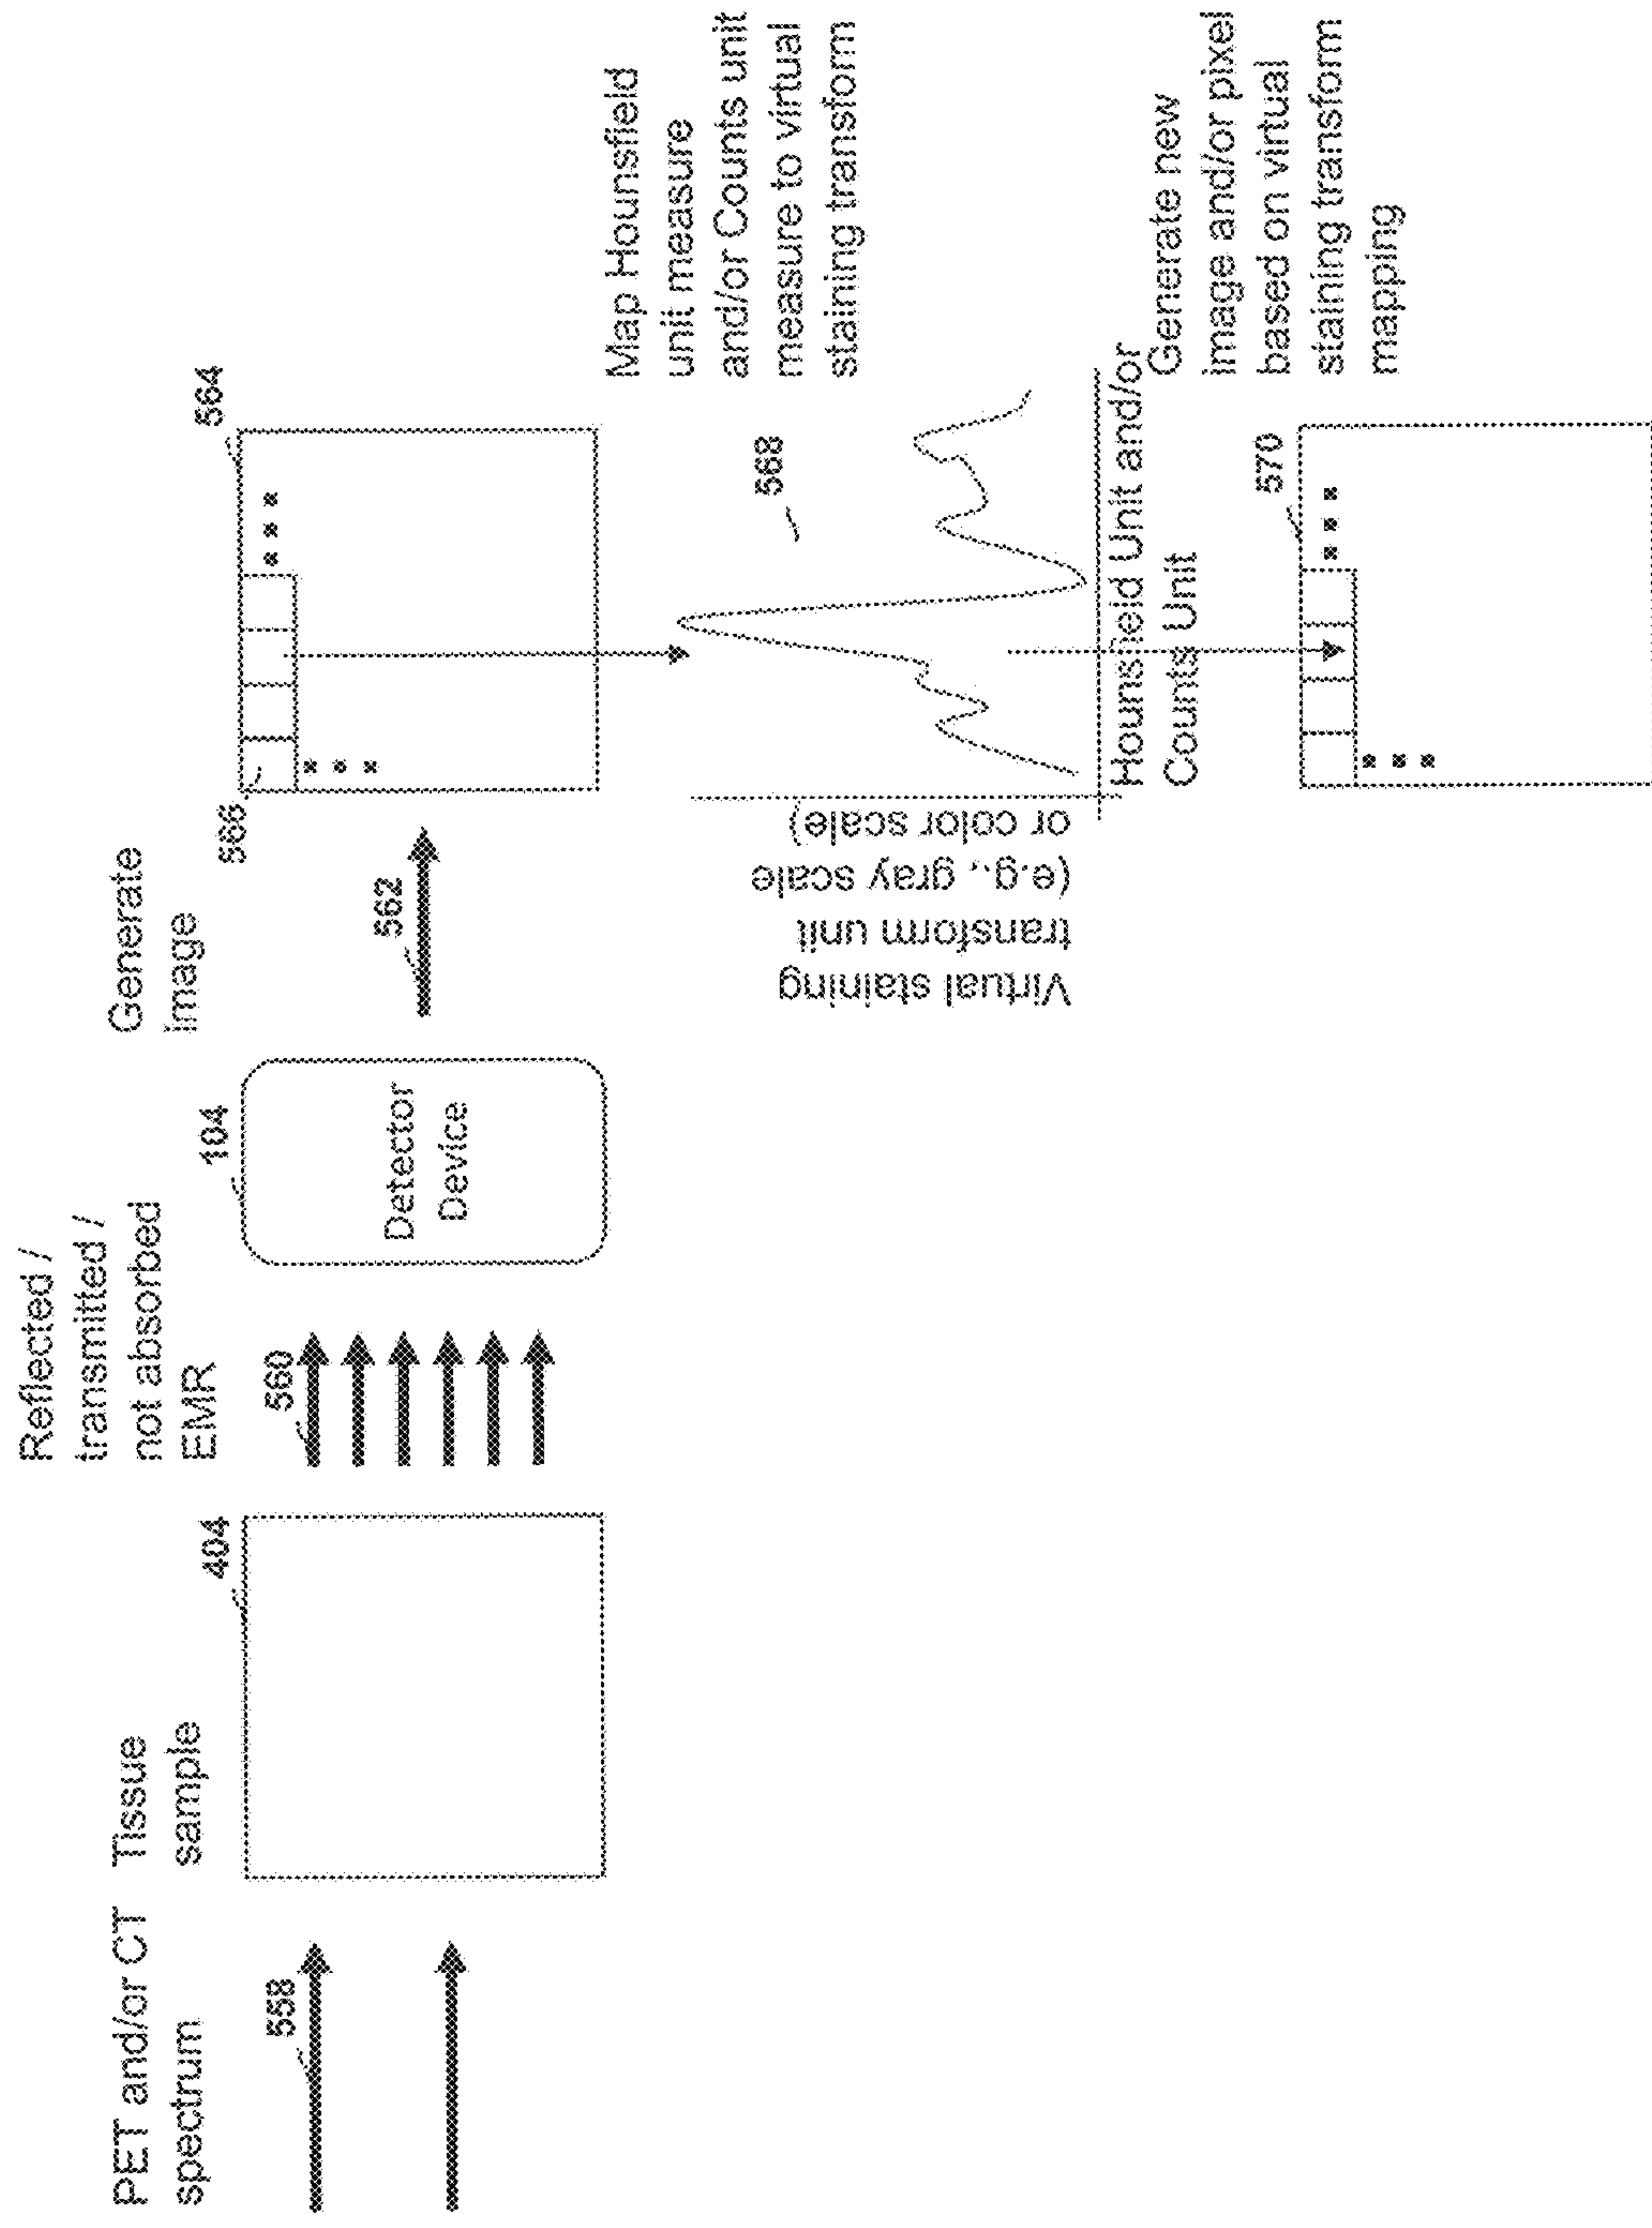 PET and/or CT
spectrum
558
Tissue
sample
404
Reflected /
transmitted /
not absorbed
EMR
560
104
Detector
Device
Generate
image
562
566
564
Map Hounsfield
unit measure
and/or Counts unit
measure to virtual
staining transform
568
Virtual staining
transform unit
(e.g., gray scale
or color scale)
Hounsfield Unit and/or
Counts Unit
Generate new
image and/or pixel
based on virtual
staining transform
mapping
570